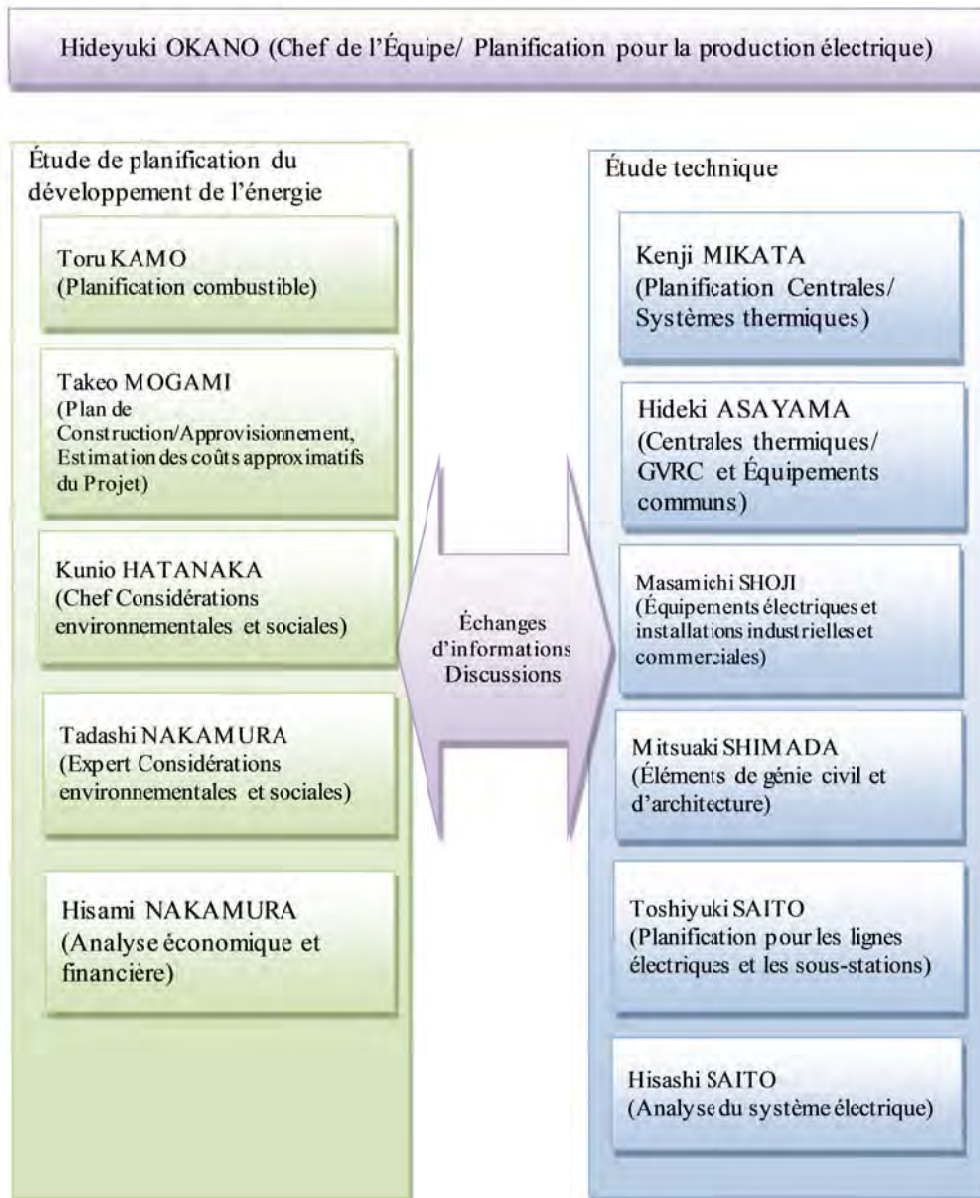 Hideyuki OKANO (Chef de l'Équipe/ Planification pour la production électrique)
Étude de planification du
développement de l'énergie
Toru KAMO
(Planification combustible)
Takeo MOGAMI
(Plan de
Construction/Approvisionnement,
Estimation des coûts approximatifs
du Projet)
Kunio HATANAKA
(Chef Considérations
environnementales et sociales)
Tadashi NAKAMURA
(Expert Considérations
environnementales et sociales)
Hisami NAKAMURA
(Analyse économique et
financière)
Échanges
d'informations
Discussions
Étude technique
Kenji MIKATA
(Planification Centrales/
Systèmes thermiques)
Hideki ASAYAMA
(Centrales thermiques/
GVRC et Équipements
communs)
Masamichi SHOJI
(Équipements électriques et
installations industrielles et
commerciales)
Mitsuaki SHIMADA
(Éléments de génie civil et
d'architecture)
Toshiyuki SAITO
(Planification pour les lignes
électriques et les sous-stations)
Hisashi SAITO
(Analyse du système électrique)